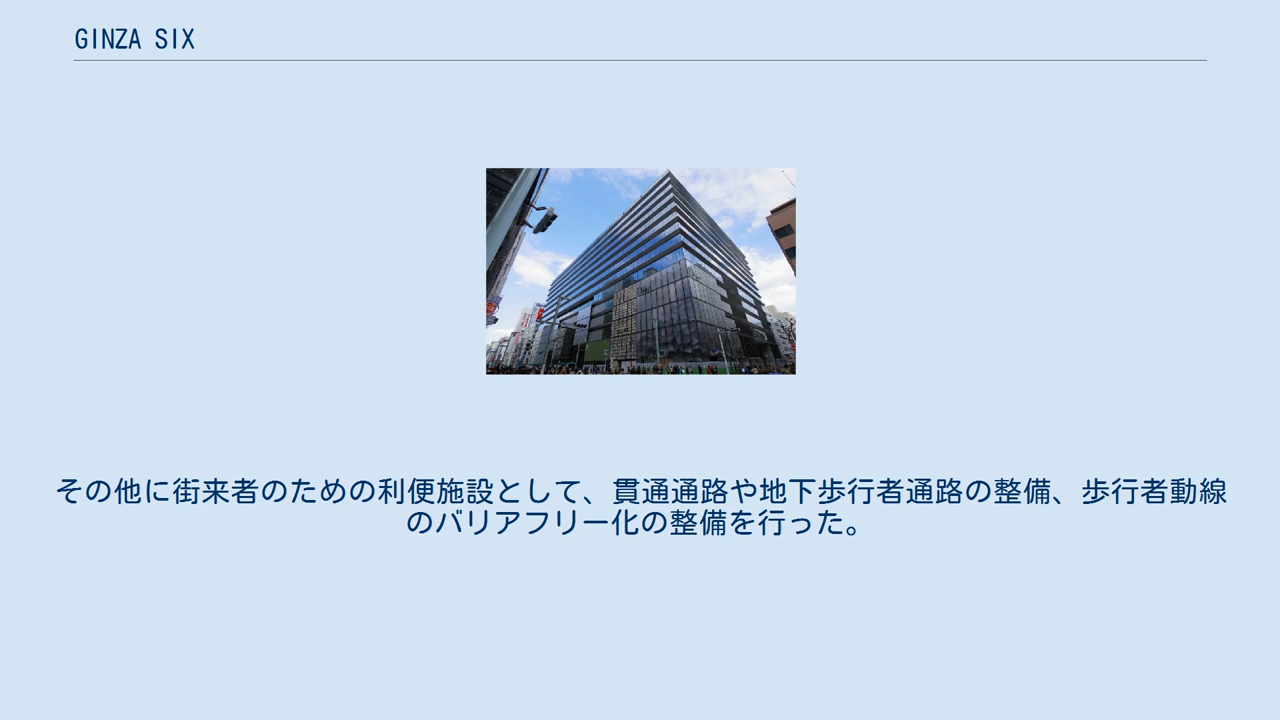 GINZA SIX
その他に街来者のための利便施設として、貫通通路や地下歩行者通路の整備、歩行者動線
のバリアフリー化の整備を行った。